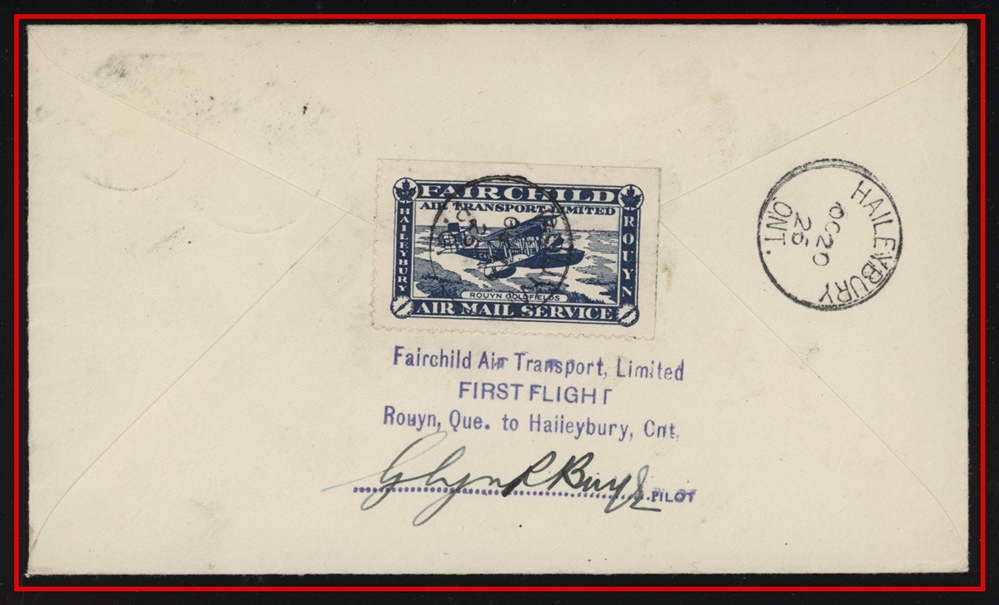 FAIRCHILD
AIR TRANSPORT LIMITED
HAILEYBURY
ROUYN
ROUYN GOLDFIELDS
AIR MAIL SERVICE
HAILEYBURY
OC 20
26
ONT.
Fairchild Air Transport, Limited
FIRST FLIGHT
Rouyn, Que. to Haileybury, Ont.
PILOT